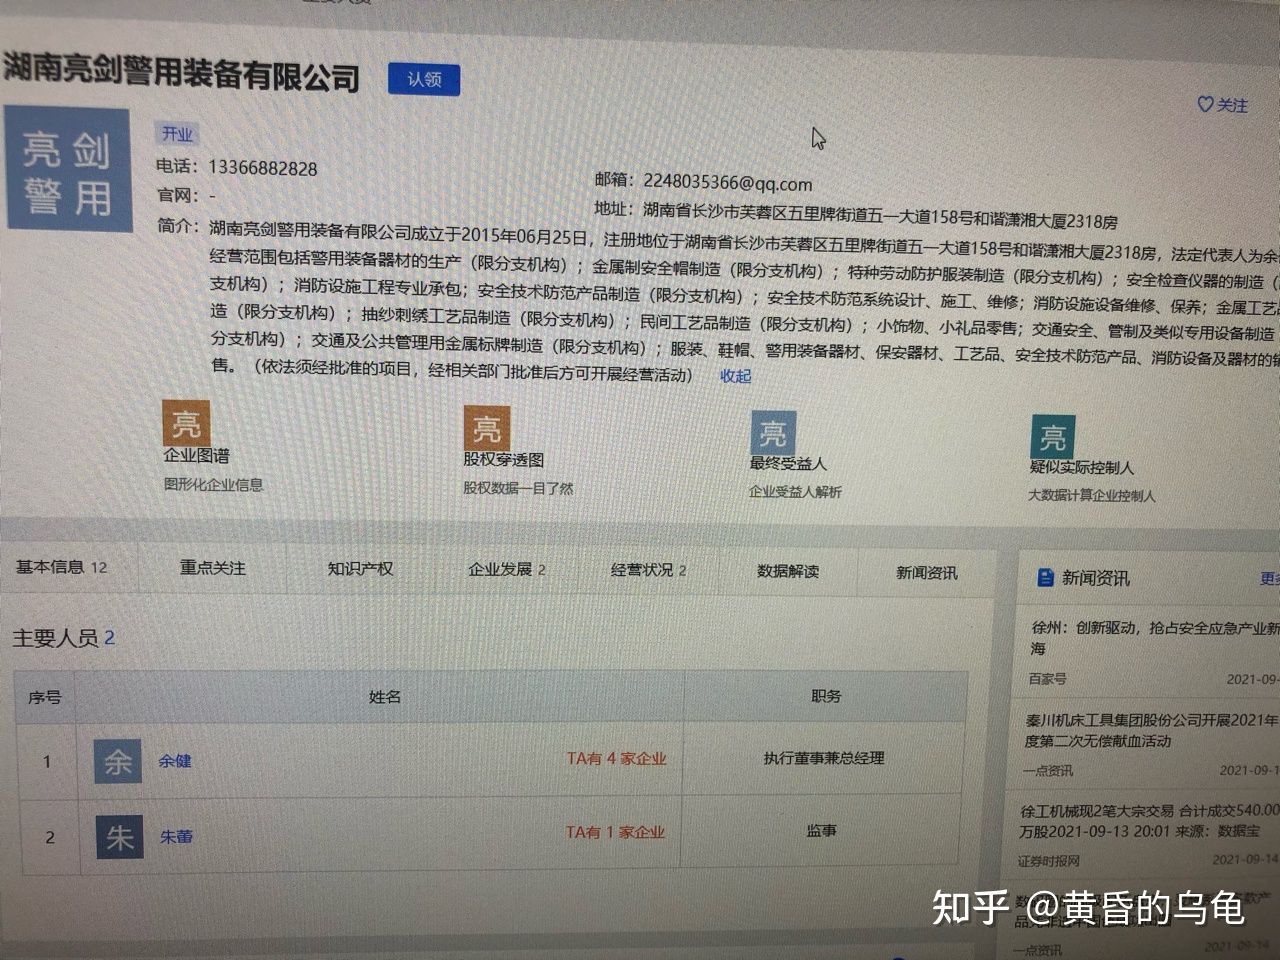 湖南亮剑警用装备有限公司
认领
关注
亮剑
警用
开业
电话：13366882828
邮箱：2248035366@qq.com
官网：-
地址：湖南省长沙市芙蓉区五里牌街道五一大道158号和谐潇湘大厦2318房
简介：湖南亮剑警用装备有限公司成立于2015年06月25日，注册地位于湖南省长沙市芙蓉区五里牌街道五一大道158号和谐潇湘大厦2318房，法定代表人为余
经营范围包括警用装备器材的生产（限分支机构）；金属制安全帽制造（限分支机构）；特种劳动防护服装制造（限分支机构）；安全检查仪器的制造（
支机构）；消防设施工程专业承包；安全技术防范产品制造（限分支机构）；安全技术防范系统设计、施工、维修；消防设施设备维修、保养；金属工艺
造（限分支机构）；抽纱刺绣工艺品制造（限分支机构）；民间工艺品制造（限分支机构）；小饰物、小礼品零售；交通安全、管制及类似专用设备制造
分支机构）；交通及公共管理用金属标牌制造（限分支机构）；服装、鞋帽、警用装备器材、保安器材、工艺品、安全技术防范产品、消防设备及器材的
售。（依法须经批准的项目，经相关部门批准后方可开展经营活动） 收起
亮
企业图谱
图形化企业信息
亮
股权穿透图
股权数据一目了然
亮
最终受益人
企业受益人解析
亮
疑似实际控制人
大数据计算企业控制人
基本信息 12
重点关注
知识产权
企业发展 2
经营状况 2
数据解读
新闻资讯
主要人员 2
序号 姓名 职务
1 余 余健 TA有 4 家企业 执行董事兼总经理
2 朱 朱蕾 TA有 1 家企业 监事
新闻资讯
徐州：创新驱动，抢占安全应急产业新
海
百家号 2021-09-
秦川机床工具集团股份公司开展2021年
度第二次无偿献血活动
一点资讯 2021-09-1
徐工机械现2笔大宗交易 合计成交540.00
万股2021-09-13 20:01 来源：数据宝
证券时报网 2021-09-14
一点资讯 2021-09-14
知乎 @黄昏的乌龟